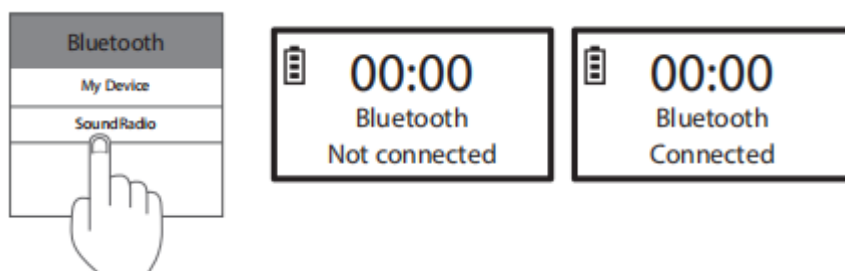 Bluetooth
My Device
SoundRadio
00:00
Bluetooth
Not connected
00:00
Bluetooth
Connected